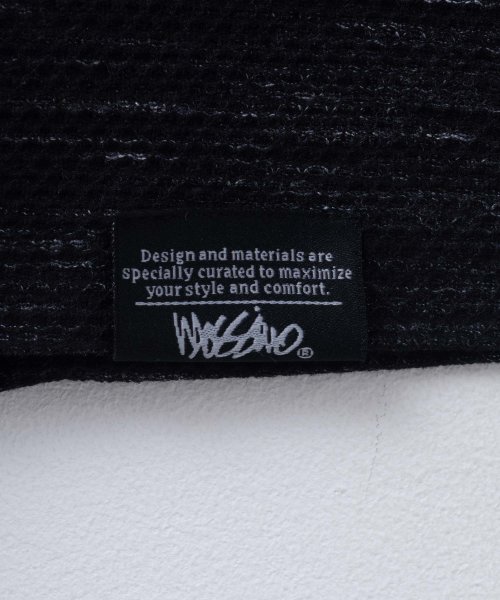 Design and materials are
specially curated to maximize
your style and comfort.
mossimo®